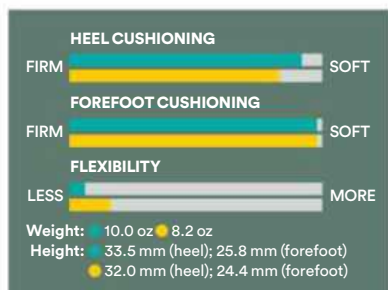 HEEL CUSHIONING
FIRM SOFT
FOREFOOT CUSHIONING
FIRM SOFT
FLEXIBILITY
LESS MORE
Weight: 10.0 oz 8.2 oz
Height: 33.5 mm (heel); 25.8 mm (forefoot)
32.0 mm (heel); 24.4 mm (forefoot)